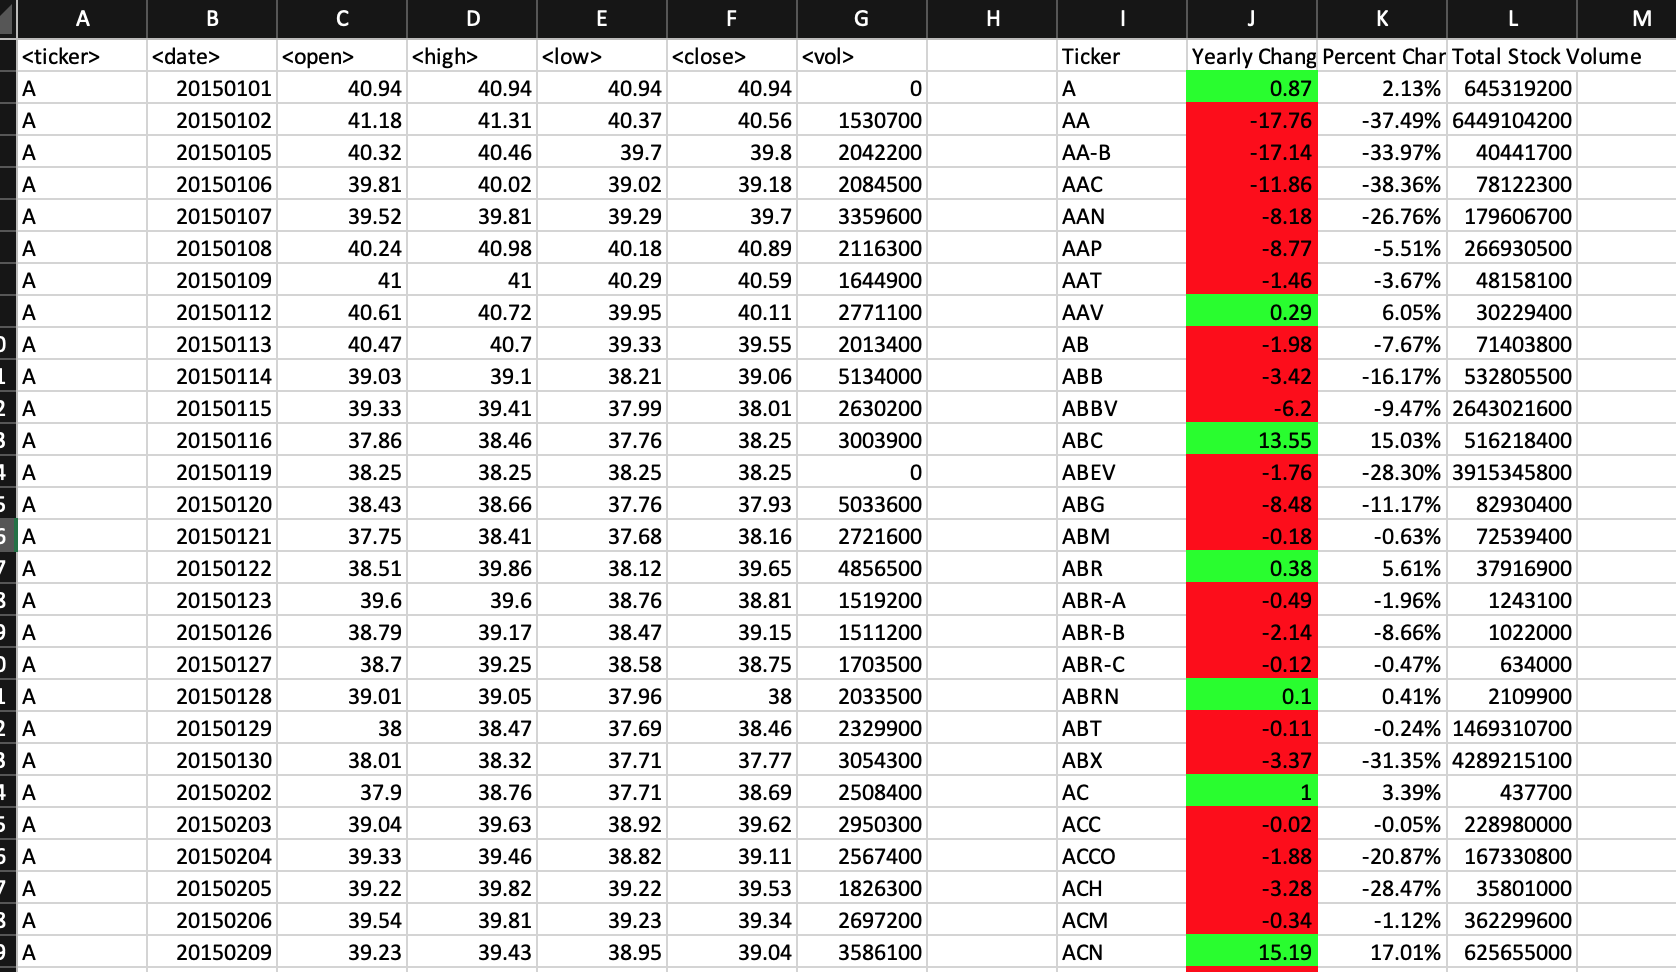 A B C D E F G H I J K L M
<ticker> <date> <open> <high> <low> <close> <vol> Ticker Yearly Chang Percent Char Total Stock Volume
A 20150101 40.94 40.94 40.94 40.94 0 A 0.87 2.13% 645319200
A 20150102 41.18 41.31 40.37 40.56 1530700 AA -17.76 -37.49% 6449104200
A 20150105 40.32 40.46 39.7 39.8 2042200 AA-B -17.14 -33.97% 40441700
A 20150106 39.81 40.02 39.02 39.18 2084500 AAC -11.86 -38.36% 78122300
A 20150107 39.52 39.81 39.29 39.7 3359600 AAN -8.18 -26.76% 179606700
A 20150108 40.24 40.98 40.18 40.89 2116300 AAP -8.77 -5.51% 266930500
A 20150109 41 41 40.29 40.59 1644900 AAT -1.46 -3.67% 48158100
A 20150112 40.61 40.72 39.95 40.11 2771100 AAV 0.29 6.05% 30229400
0 A 20150113 40.47 40.7 39.33 39.55 2013400 AB -1.98 -7.67% 71403800
1 A 20150114 39.03 39.1 38.21 39.06 5134000 ABB -3.42 -16.17% 532805500
2 A 20150115 39.33 39.41 37.99 38.01 2630200 ABBV -6.2 -9.47% 2643021600
3 A 20150116 37.86 38.46 37.76 38.25 3003900 ABC 13.55 15.03% 516218400
4 A 20150119 38.25 38.25 38.25 38.25 0 ABEV -1.76 -28.30% 3915345800
5 A 20150120 38.43 38.66 37.76 37.93 5033600 ABG -8.48 -11.17% 82930400
6 A 20150121 37.75 38.41 37.68 38.16 2721600 ABM -0.18 -0.63% 72539400
7 A 20150122 38.51 39.86 38.12 39.65 4856500 ABR 0.38 5.61% 37916900
8 A 20150123 39.6 39.6 38.76 38.81 1519200 ABR-A -0.49 -1.96% 1243100
9 A 20150126 38.79 39.17 38.47 39.15 1511200 ABR-B -2.14 -8.66% 1022000
0 A 20150127 38.7 39.25 38.58 38.75 1703500 ABR-C -0.12 -0.47% 634000
1 A 20150128 39.01 39.05 37.96 38 2033500 ABRN 0.1 0.41% 2109900
2 A 20150129 38 38.47 37.69 38.46 2329900 ABT -0.11 -0.24% 1469310700
3 A 20150130 38.01 38.32 37.71 37.77 3054300 ABX -3.37 -31.35% 4289215100
4 A 20150202 37.9 38.76 37.71 38.69 2508400 AC 1 3.39% 437700
5 A 20150203 39.04 39.63 38.92 39.62 2950300 ACC -0.02 -0.05% 228980000
6 A 20150204 39.33 39.46 38.82 39.11 2567400 ACCO -1.88 -20.87% 167330800
7 A 20150205 39.22 39.82 39.22 39.53 1826300 ACH -3.28 -28.47% 35801000
8 A 20150206 39.54 39.81 39.23 39.34 2697200 ACM -0.34 -1.12% 362299600
9 A 20150209 39.23 39.43 38.95 39.04 3586100 ACN 15.19 17.01% 625655000